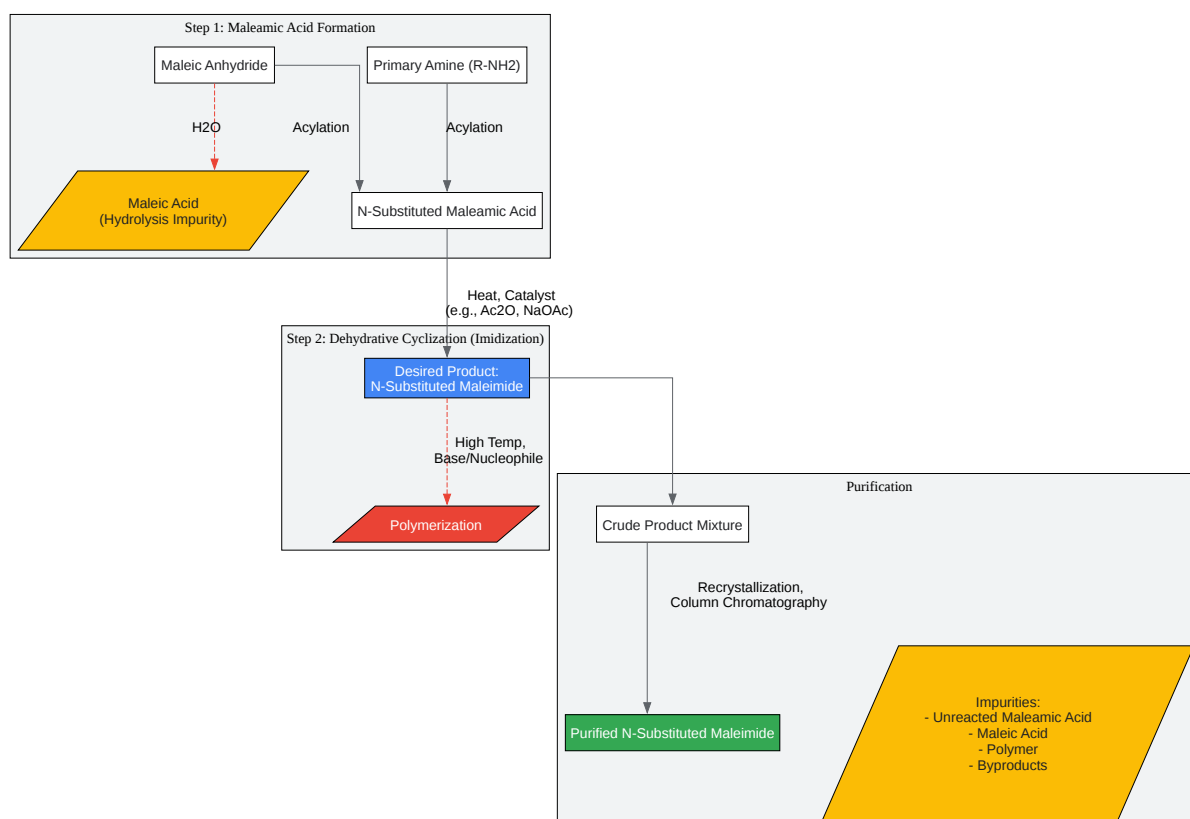 Step 1: Maleamic Acid Formation
Maleic Anhydride
Primary Amine (R-NH2)
H2O
Acylation
Acylation
Maleic Acid
(Hydrolysis Impurity)
N-Substituted Maleamic Acid
Heat, Catalyst
(e.g., Ac2O, NaOAc)
Step 2: Dehydrative Cyclization (Imidization)
Desired Product:
N-Substituted Maleimide
High Temp,
Base/Nucleophile
Polymerization
Purification
Crude Product Mixture
Recrystallization,
Column Chromatography
Purified N-Substituted Maleimide
Impurities:
- Unreacted Maleamic Acid
- Maleic Acid
- Polymer
- Byproducts